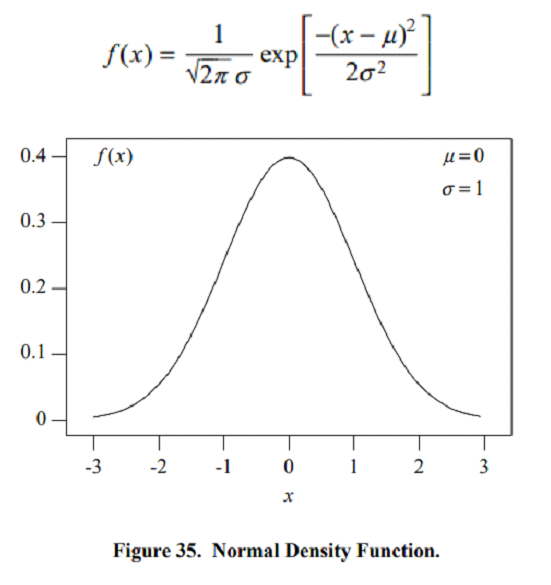 f(x) = 1/(√2π σ) exp[−(x − μ)²/2σ²]
0.4
f(x)
μ=0
σ=1
0.3
0.2
0.1
0
-3 -2 -1 0 1 2 3
x
Figure 35. Normal Density Function.